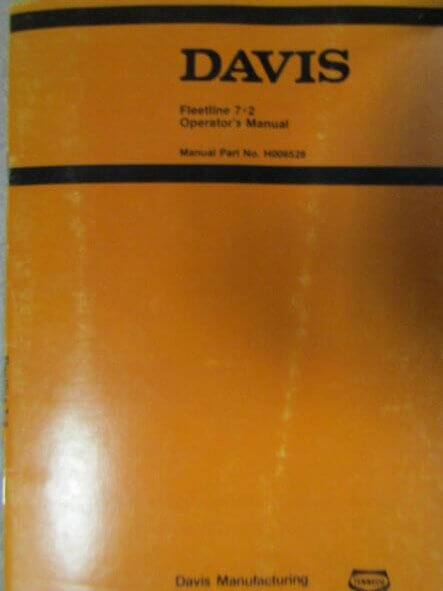 DAVIS
Fleetline 7+2
Operator's Manual
Manual Part No. H006528
Davis Manufacturing
TENNECO